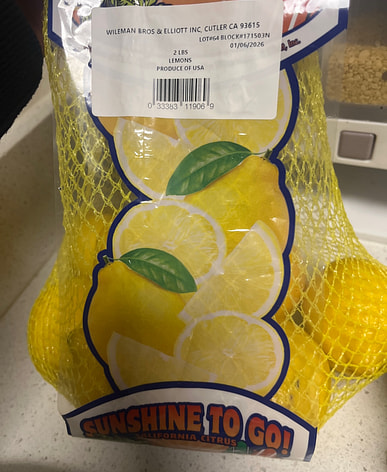 WILEMAN BROS & ELLIOTT INC, CUTLER CA 93615
LOT#64 BLOCK#171503N
01/06/2026
2 LBS
LEMONS
PRODUCE OF USA
Inc.
0 33383 11906 9
SUNSHINE TO GO!
CALIFORNIA CITRUS